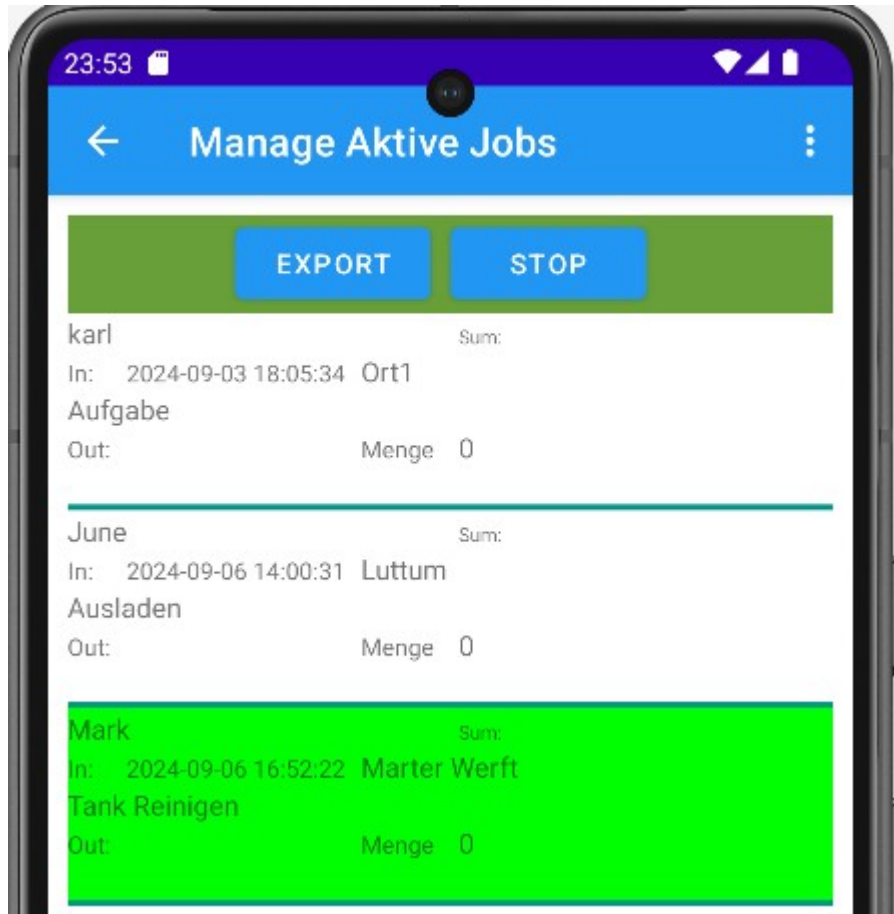 23:53
Manage Aktive Jobs
EXPORT STOP
karl Sum:
In: 2024-09-03 18:05:34 Ort1
Aufgabe
Out: Menge 0
June Sum:
In: 2024-09-06 14:00:31 Luttum
Ausladen
Out: Menge 0
Mark Sum:
In: 2024-09-06 16:52:22 Marter Werft
Tank Reinigen
Out: Menge 0